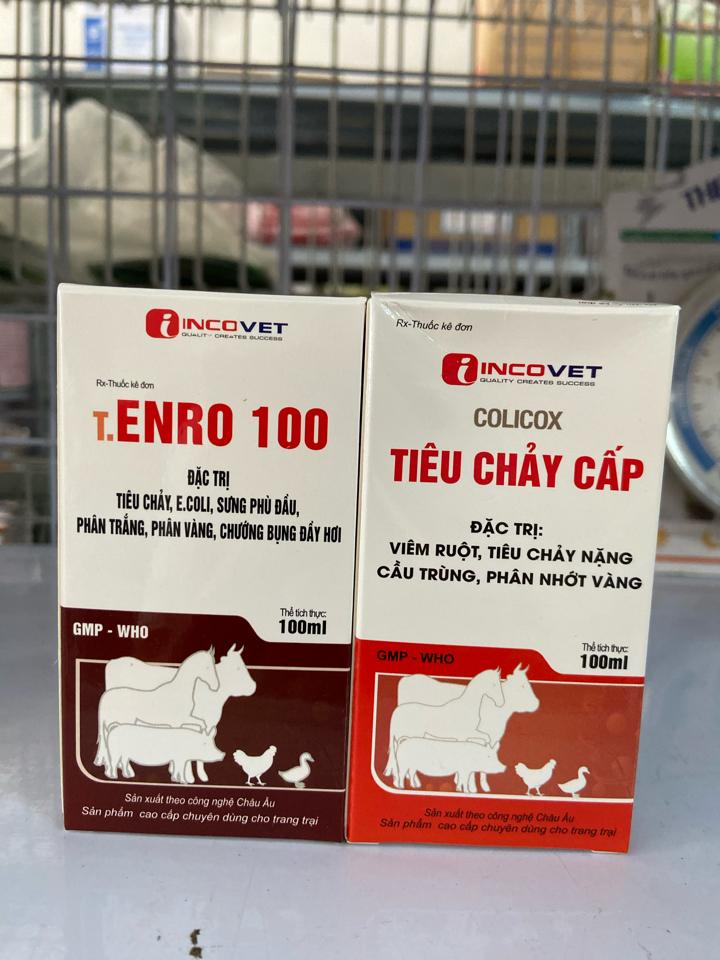 INCOVET
QUALITY CREATES SUCCESS
Rx-Thuốc kê đơn
T.ENRO 100
ĐẶC TRỊ
TIÊU CHẢY, E.COLI, SƯNG PHÙ ĐẦU,
PHÂN TRẮNG, PHÂN VÀNG, CHƯỚNG BỤNG ĐẦY HƠI
Thể tích thực:
100ml
GMP - WHO
Sản xuất theo công nghệ Châu Âu
Sản phẩm cao cấp chuyên dùng cho trang trại
Rx-Thuốc kê đơn
INCOVET
QUALITY CREATES SUCCESS
COLICOX
TIÊU CHẢY CẤP
ĐẶC TRỊ:
VIÊM RUỘT, TIÊU CHẢY NẶNG
CẦU TRÙNG, PHÂN NHỚT VÀNG
Thể tích thực:
100ml
GMP - WHO
Sản xuất theo công nghệ Châu Âu
Sản phẩm cao cấp chuyên dùng cho trang trại